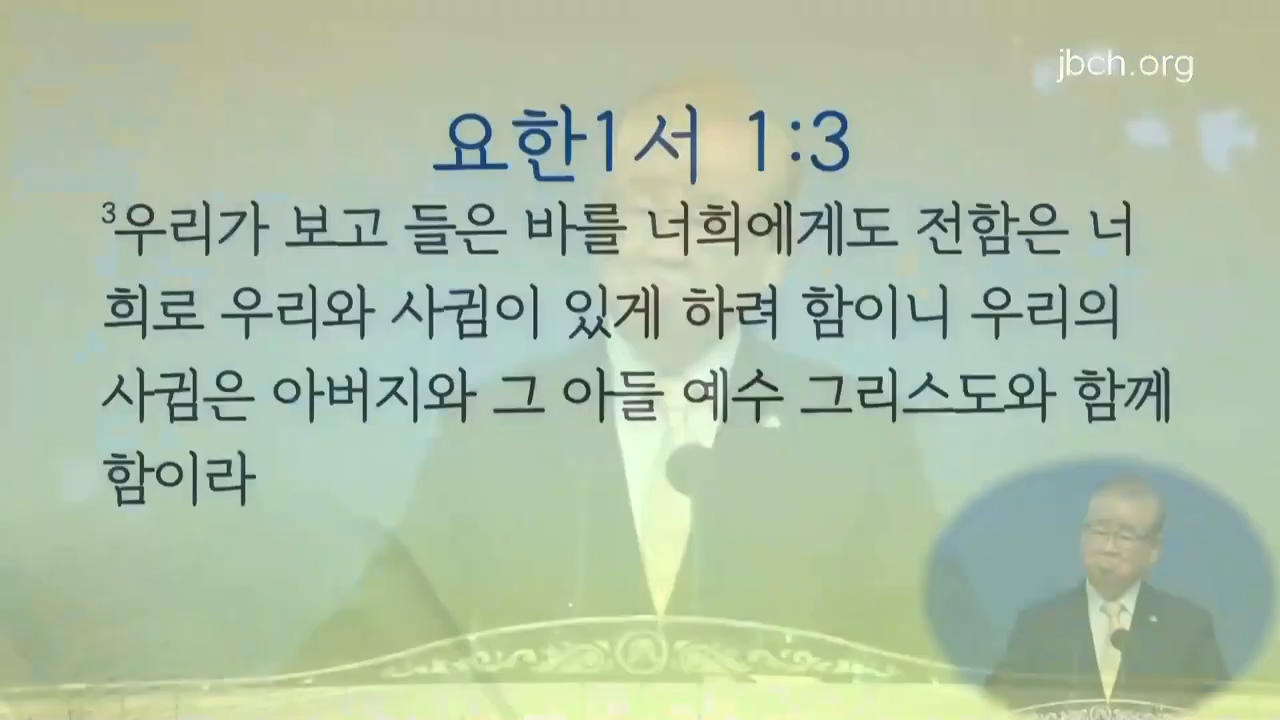 jbch.org
요한1서 1:3
³우리가 보고 들은 바를 너희에게도 전함은 너
희로 우리와 사귐이 있게 하려 함이니 우리의
사귐은 아버지와 그 아들 예수 그리스도와 함께
함이라